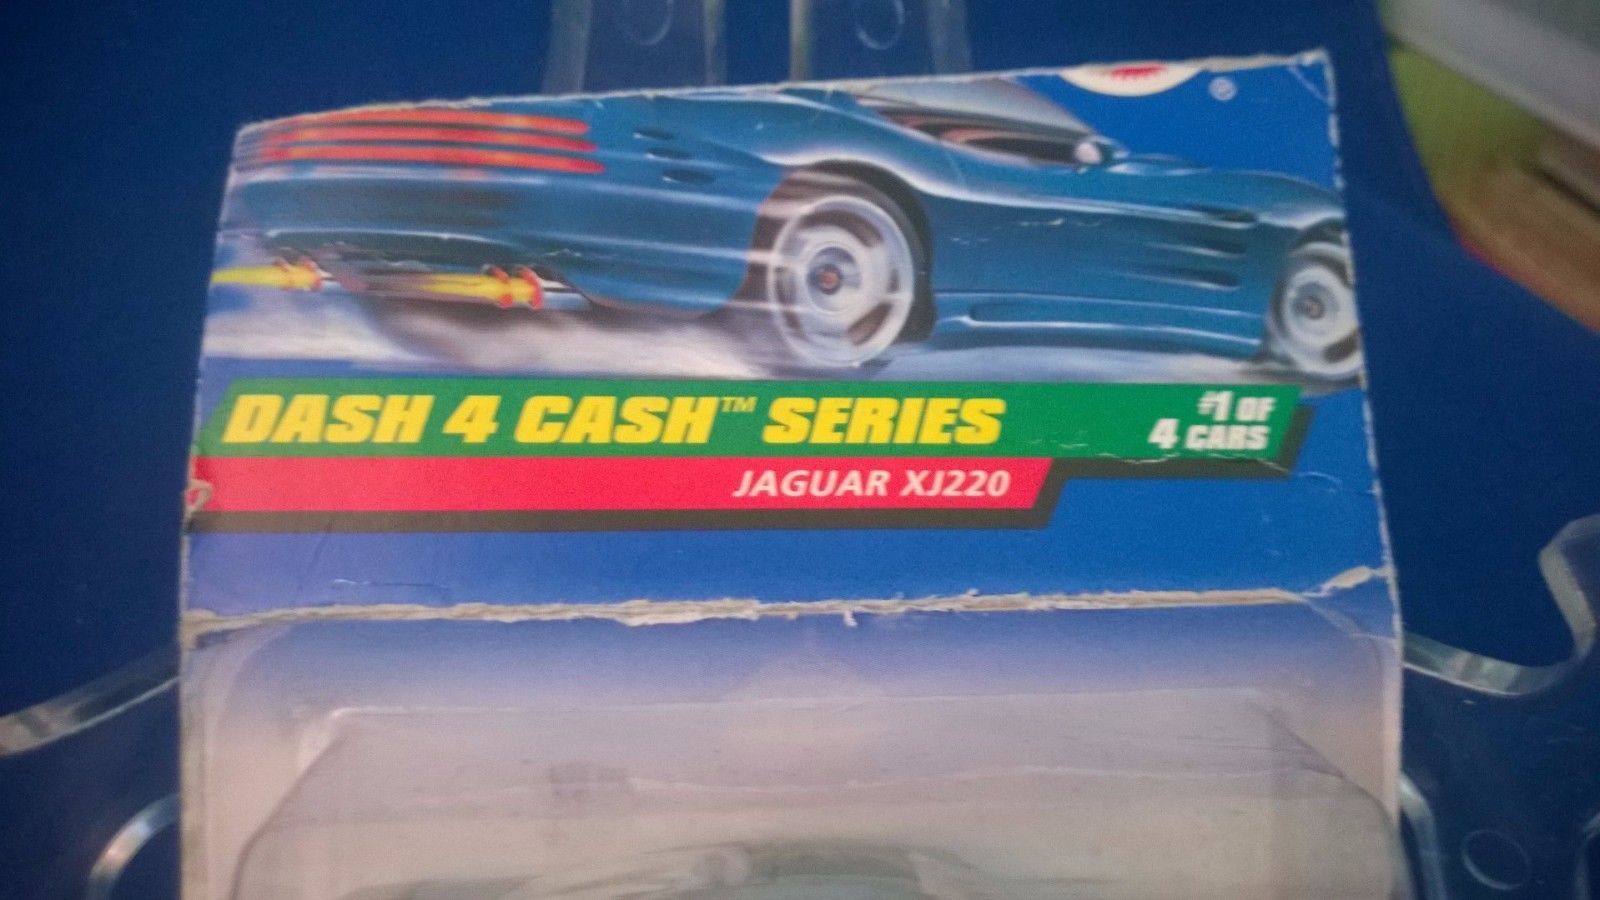 ®
DASH 4 CASH™ SERIES
#1 OF
4 CARS
JAGUAR XJ220